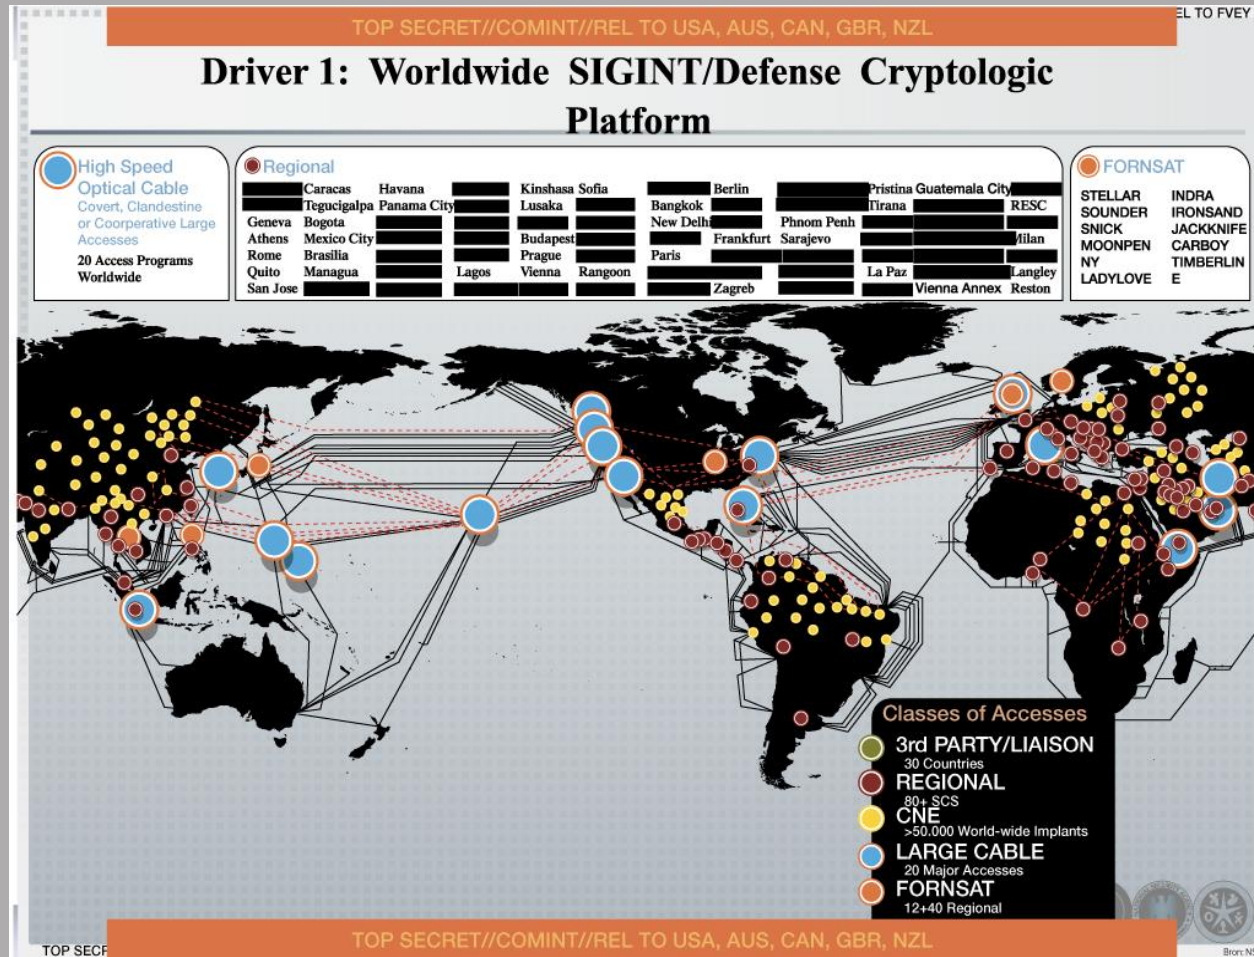 EL TO FVEY
TOP SECRET//COMINT//REL TO USA, AUS, CAN, GBR, NZL
Driver 1: Worldwide SIGINT/Defense Cryptologic
Platform
High Speed
Optical Cable
Covert, Clandestine
or Coorperative Large
Accesses
20 Access Programs
Worldwide
Regional
Caracas Havana Kinshasa Sofia Berlin Pristina Guatemala City
Tegucigalpa Panama City Lusaka Bangkok Tirana RESC
Geneva Bogota New Delhi Phnom Penh
Athens Mexico City Budapest Frankfurt Sarajevo Milan
Rome Brasilia Prague Paris
Quito Managua Lagos Vienna Rangoon La Paz Langley
San Jose Zagreb Vienna Annex Reston
FORNSAT
STELLAR INDRA
SOUNDER IRONSAND
SNICK JACKKNIFE
MOONPEN CARBOY
NY TIMBERLIN
LADYLOVE E
Classes of Accesses
3rd PARTY/LIAISON
30 Countries
REGIONAL
80+ SCS
CNE
>50.000 World-wide Implants
LARGE CABLE
20 Major Accesses
FORNSAT
12+40 Regional
TOP SECRET//COMINT//REL TO USA, AUS, CAN, GBR, NZL
TOP SECR
Bron: NS